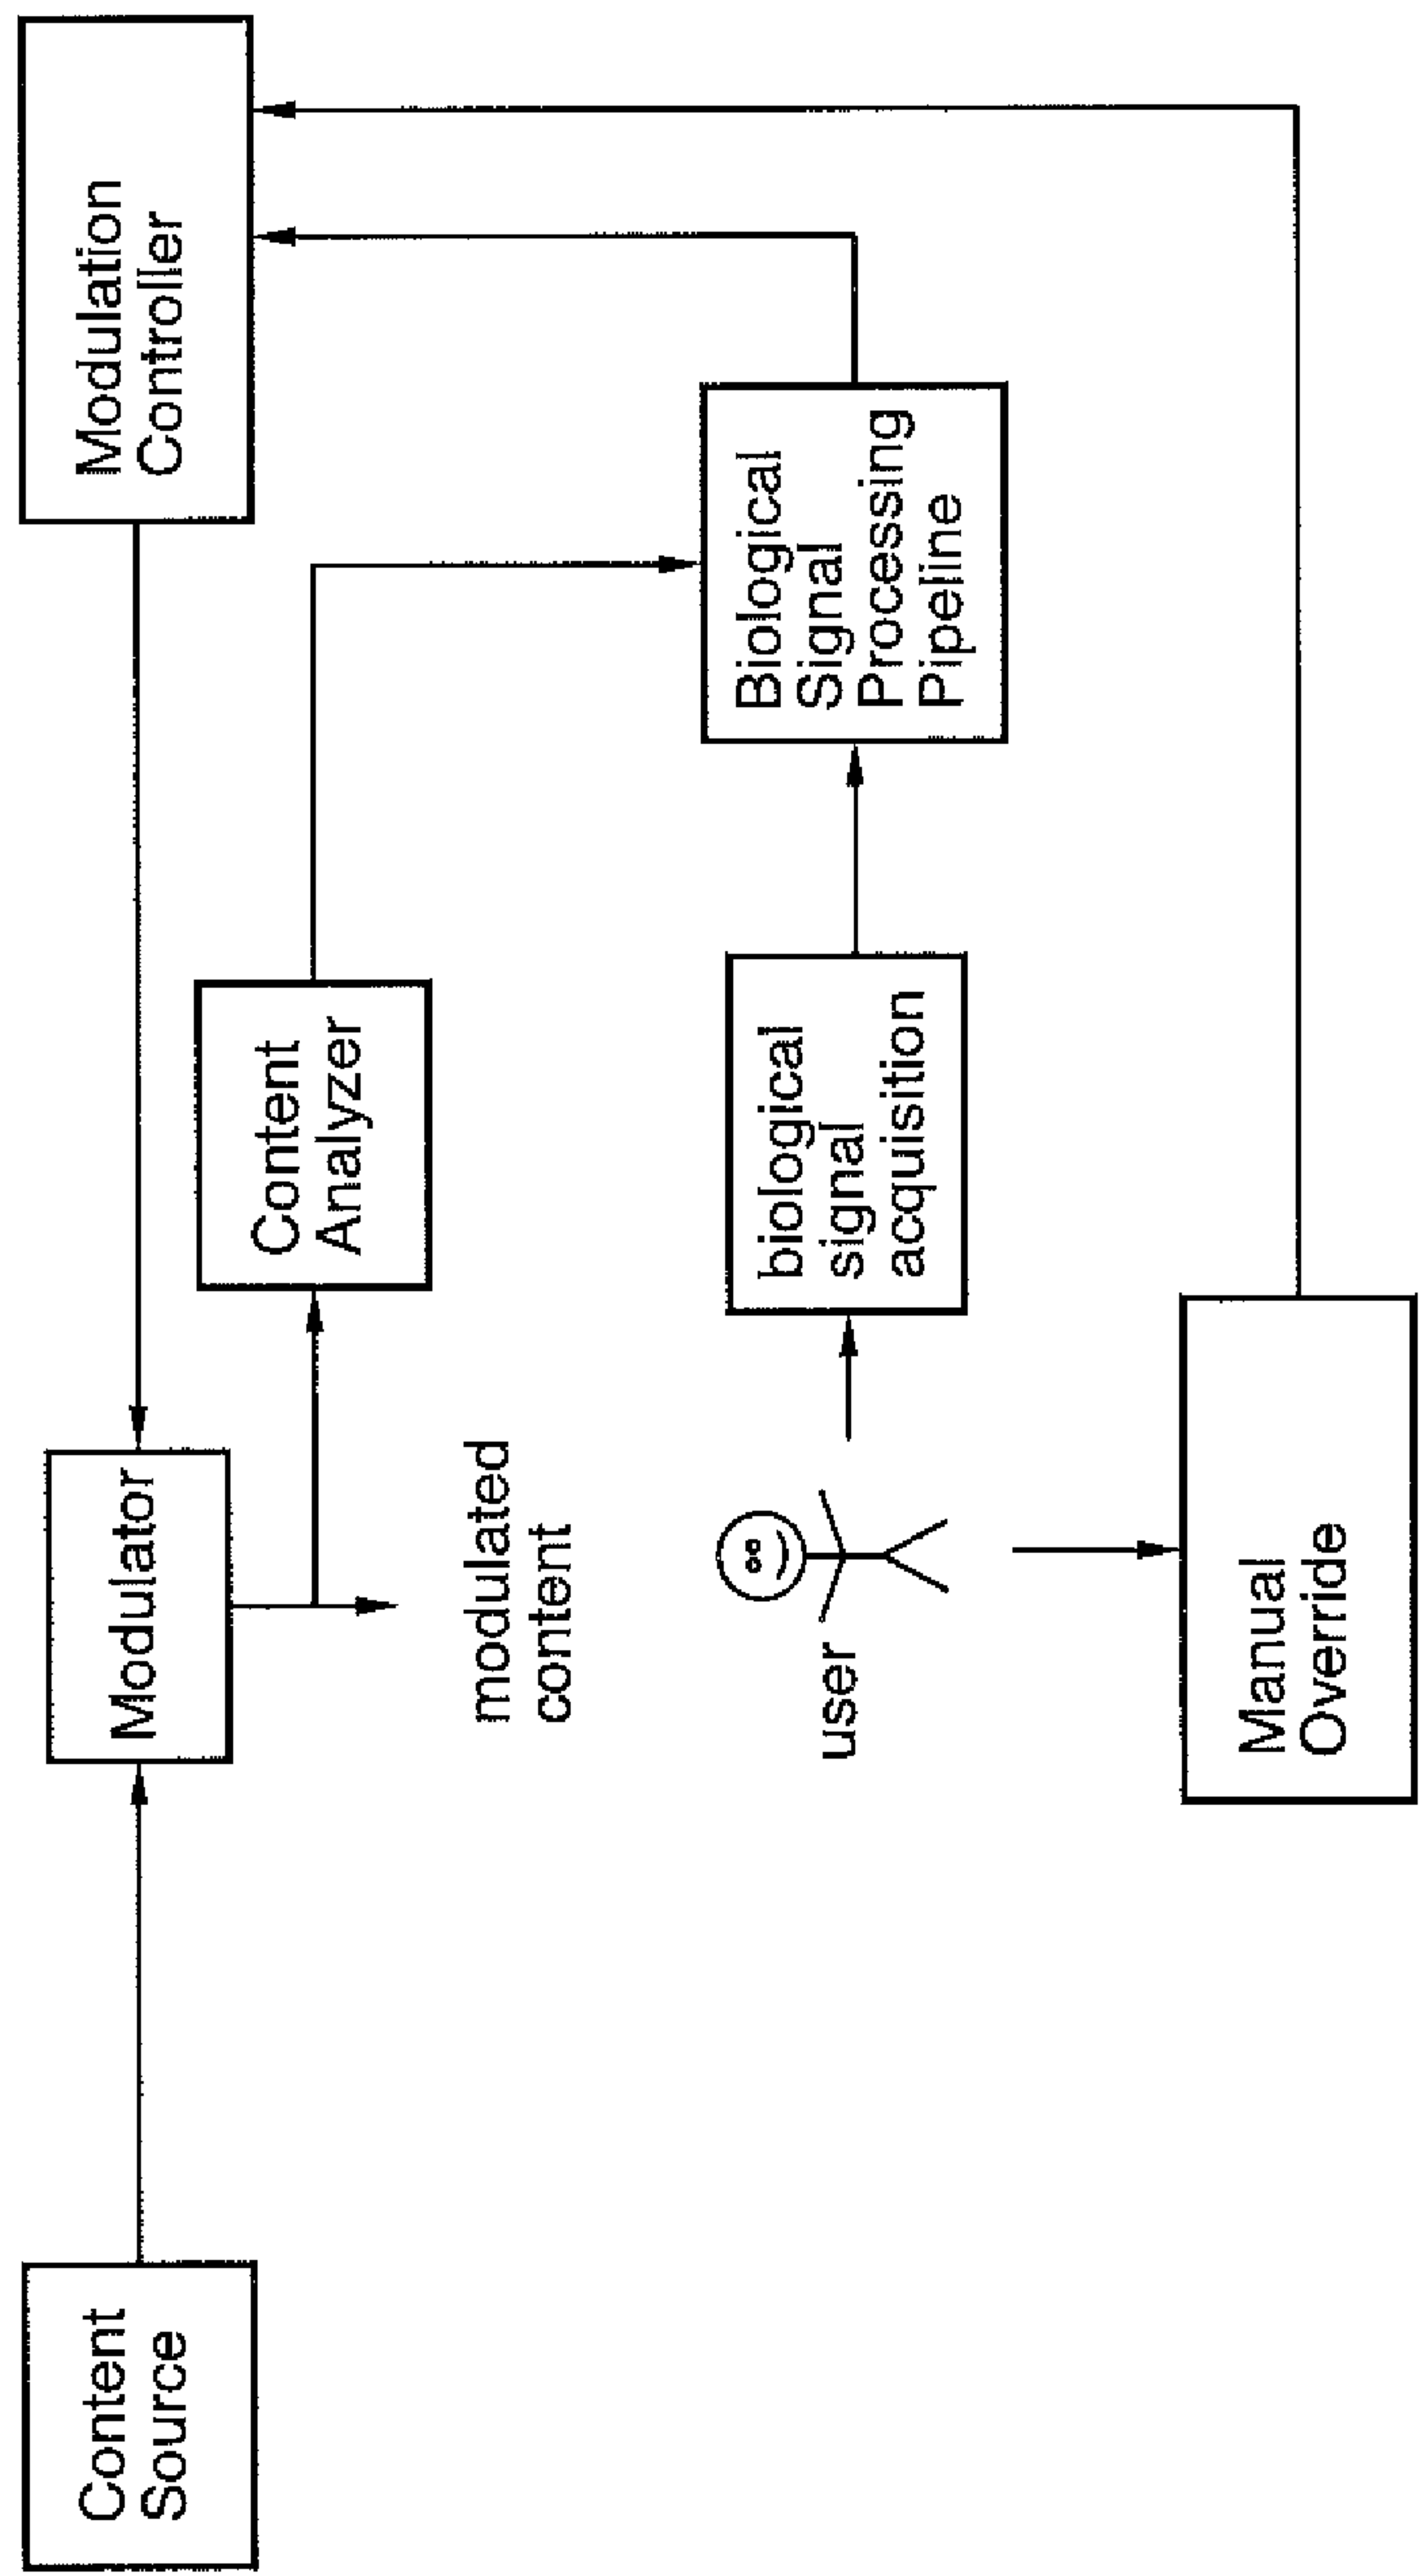 Content
Source
Modulator
Modulation
Controller
Content
Analyzer
modulated
content
user
biological
signal
acquisition
Biological
Signal
Processing
Pipeline
Manual
Override